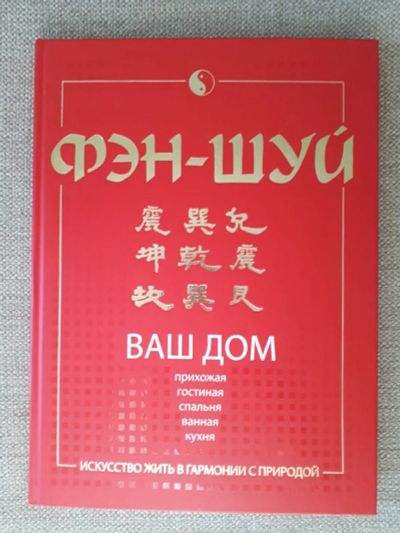 ФЭН-ШУЙ
震巽兌
坤乾震
坎巽艮
ВАШ ДОМ
прихожая
гостиная
спальня
ванная
кухня
ИСКУССТВО ЖИТЬ В ГАРМОНИИ С ПРИРОДОЙ